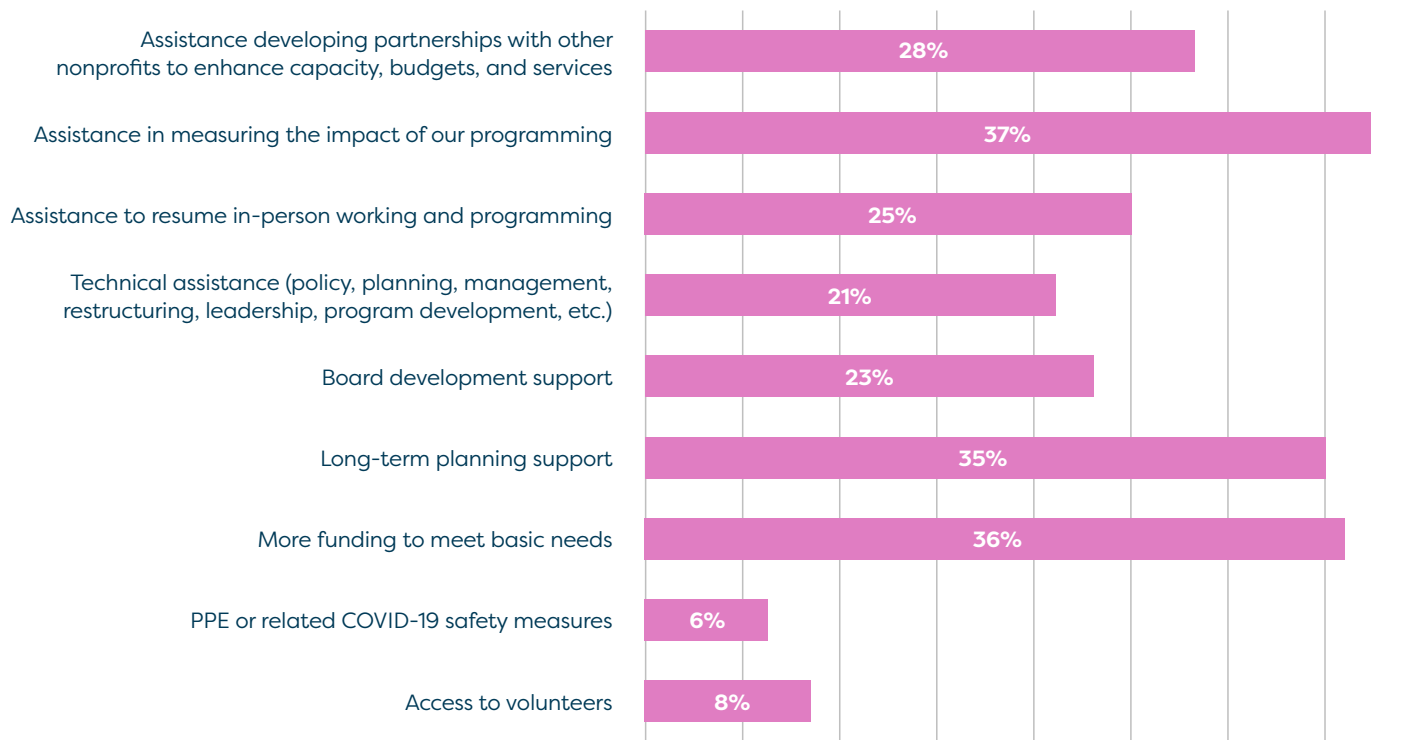 Assistance developing partnerships with other
nonprofits to enhance capacity, budgets, and services
28%
Assistance in measuring the impact of our programming
37%
Assistance to resume in-person working and programming
25%
Technical assistance (policy, planning, management,
restructuring, leadership, program development, etc.)
21%
Board development support
23%
Long-term planning support
35%
More funding to meet basic needs
36%
PPE or related COVID-19 safety measures
6%
Access to volunteers
8%